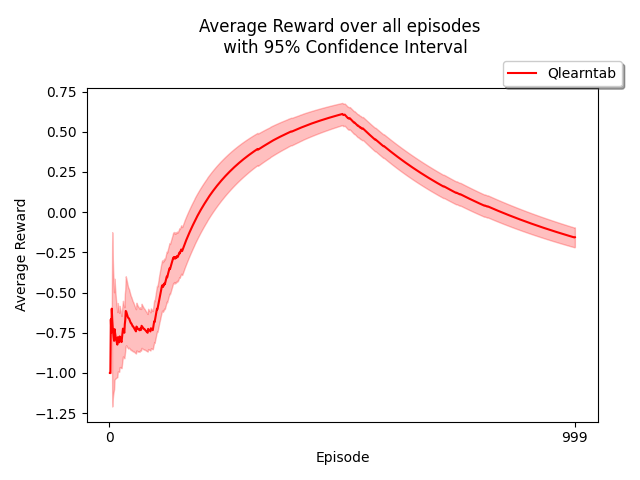 Average Reward over all episodes
with 95% Confidence Interval
Qlearntab
0.75
0.50
0.25
0.00
−0.25
−0.50
−0.75
−1.00
−1.25
Average Reward
0
999
Episode